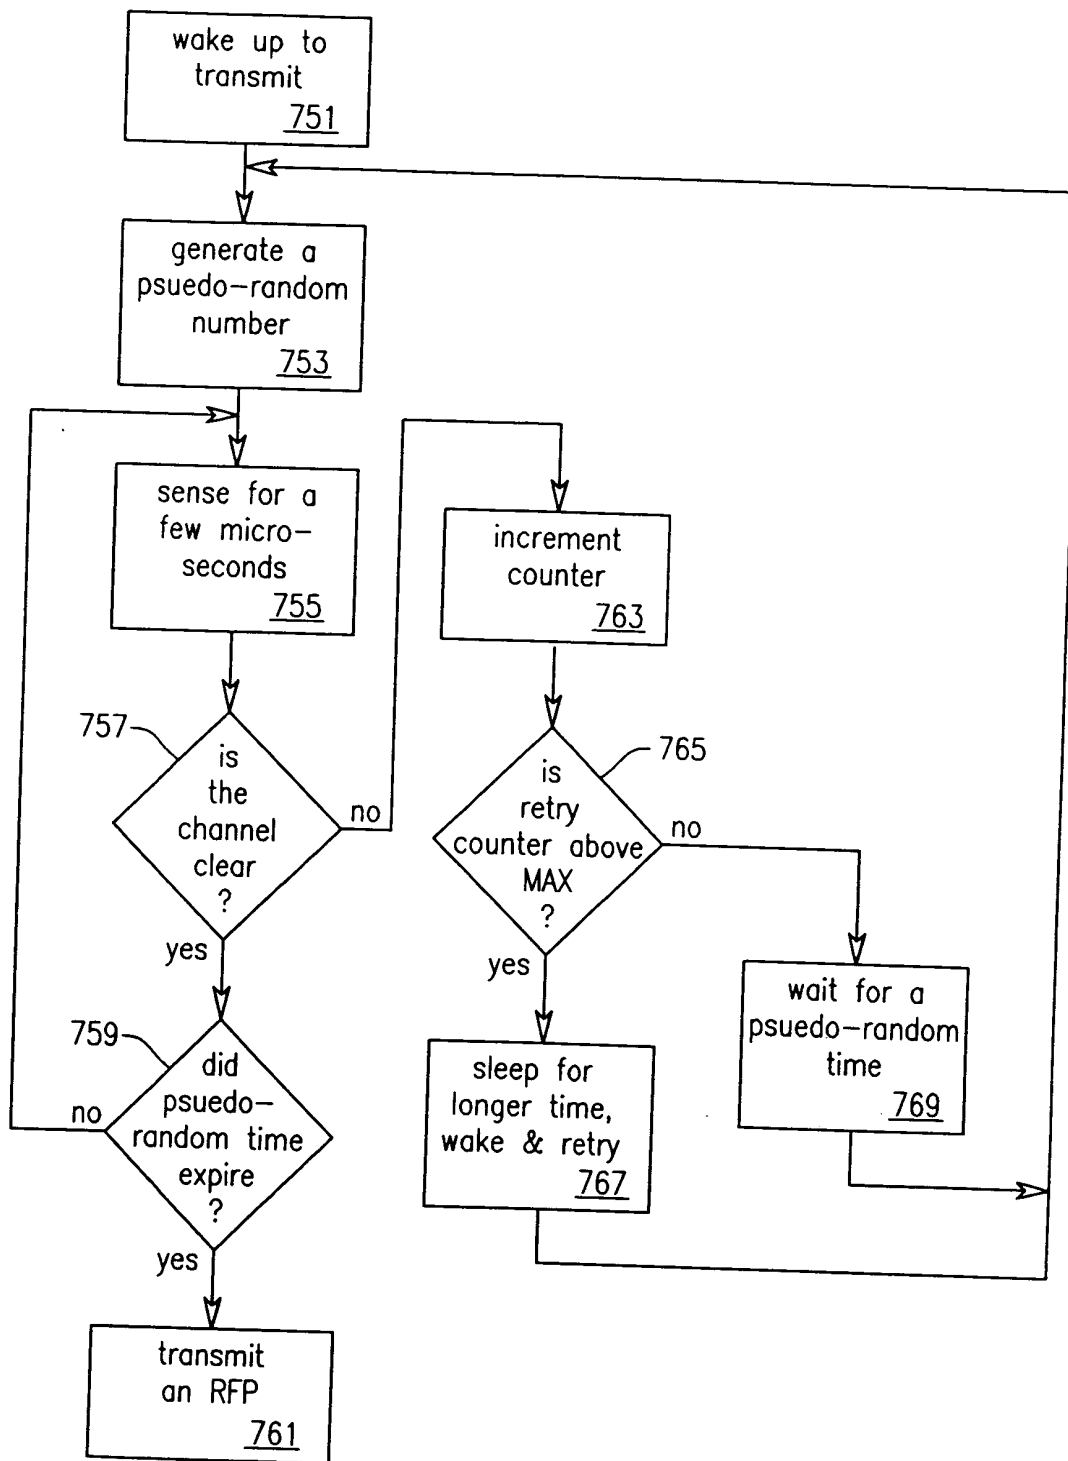 wake up to
transmit
751
generate a
psuedo-random
number
753
sense for a
few micro-
seconds
755
757
is
the
channel
clear
?
no
yes
759
did
psuedo-
random time
expire
?
no
yes
transmit
an RFP
761
increment
counter
763
765
is
retry
counter above
MAX
?
no
yes
sleep for
longer time,
wake & retry
767
wait for a
psuedo-random
time
769